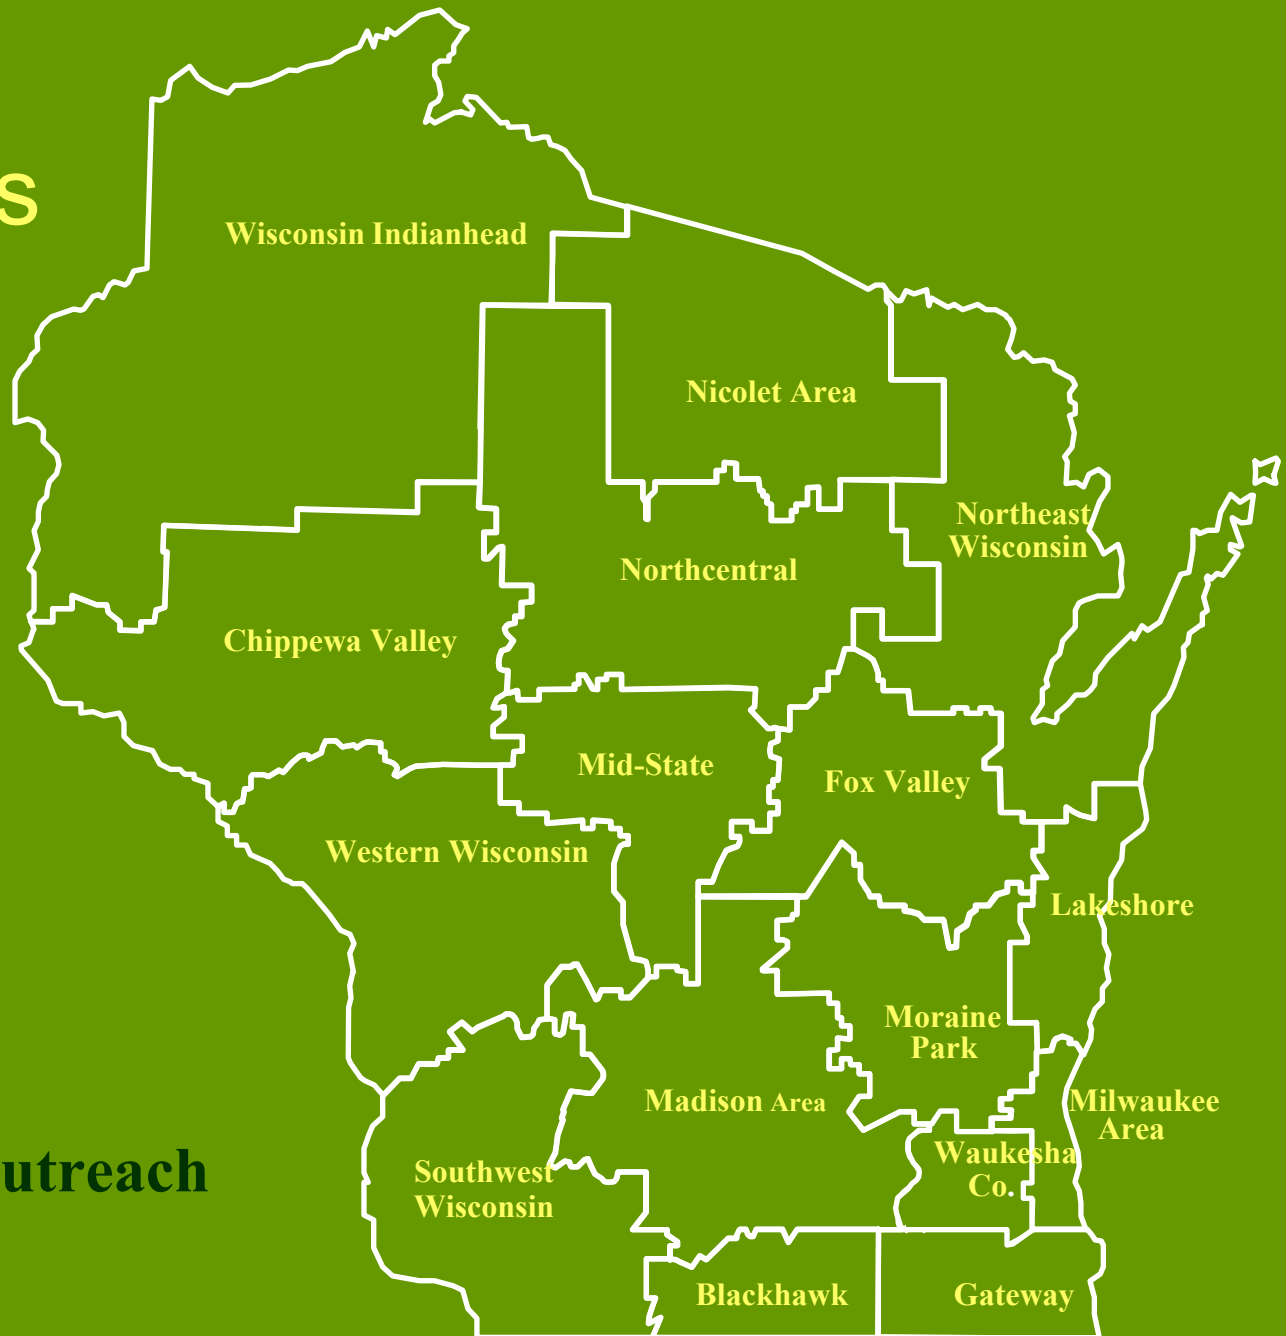 S
Wisconsin Indianhead
Nicolet Area
Northeast
Wisconsin
Northcentral
Chippewa Valley
Mid-State
Fox Valley
Western Wisconsin
Lakeshore
Moraine
Park
Madison Area
Milwaukee
Area
Waukesha
Co.
utreach
Southwest
Wisconsin
Blackhawk
Gateway